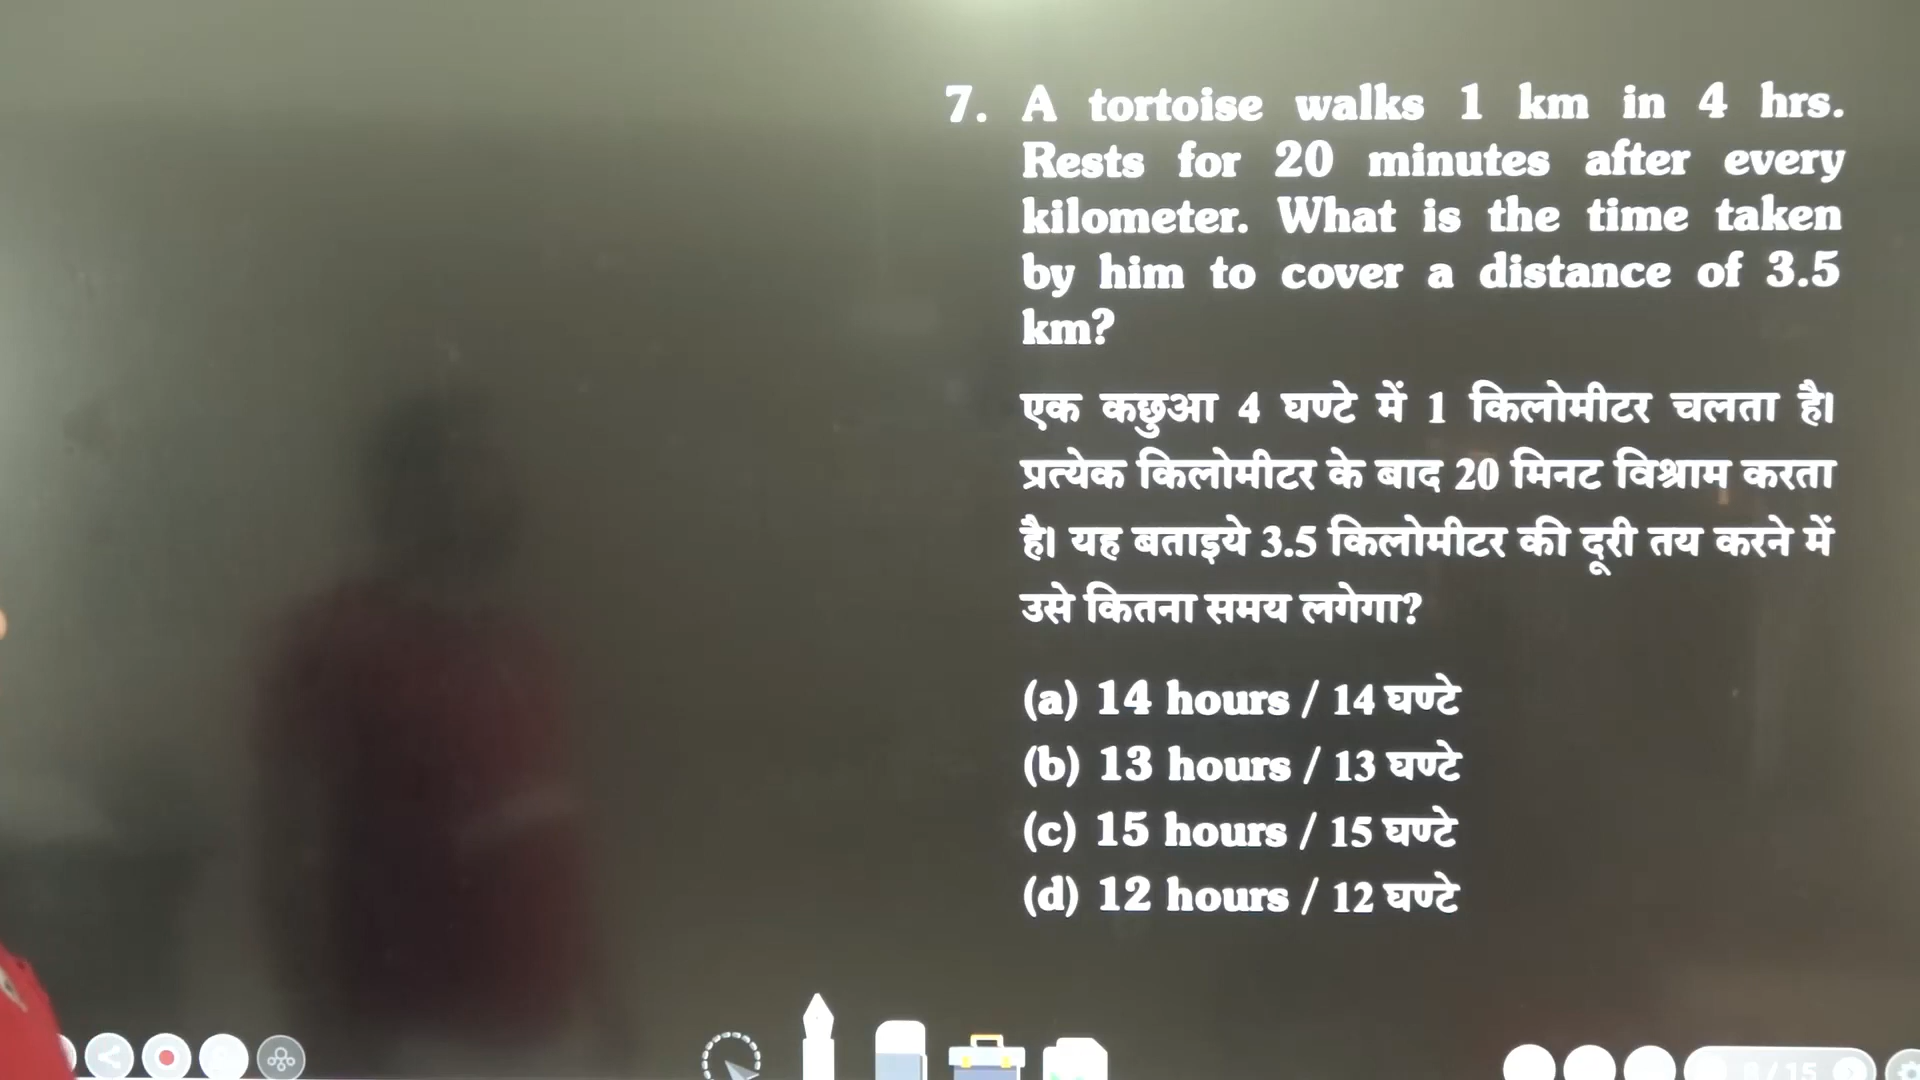 7. A tortoise walks 1 km in 4 hrs.
Rests for 20 minutes after every
kilometer. What is the time taken
by him to cover a distance of 3.5
km?
एक कछुआ 4 घण्टे में 1 किलोमीटर चलता है।
प्रत्येक किलोमीटर के बाद 20 मिनट विश्राम करता
है। यह बताइये 3.5 किलोमीटर की दूरी तय करने में
उसे कितना समय लगेगा?
(a) 14 hours / 14 घण्टे
(b) 13 hours / 13 घण्टे
(c) 15 hours / 15 घण्टे
(d) 12 hours / 12 घण्टे
8/15